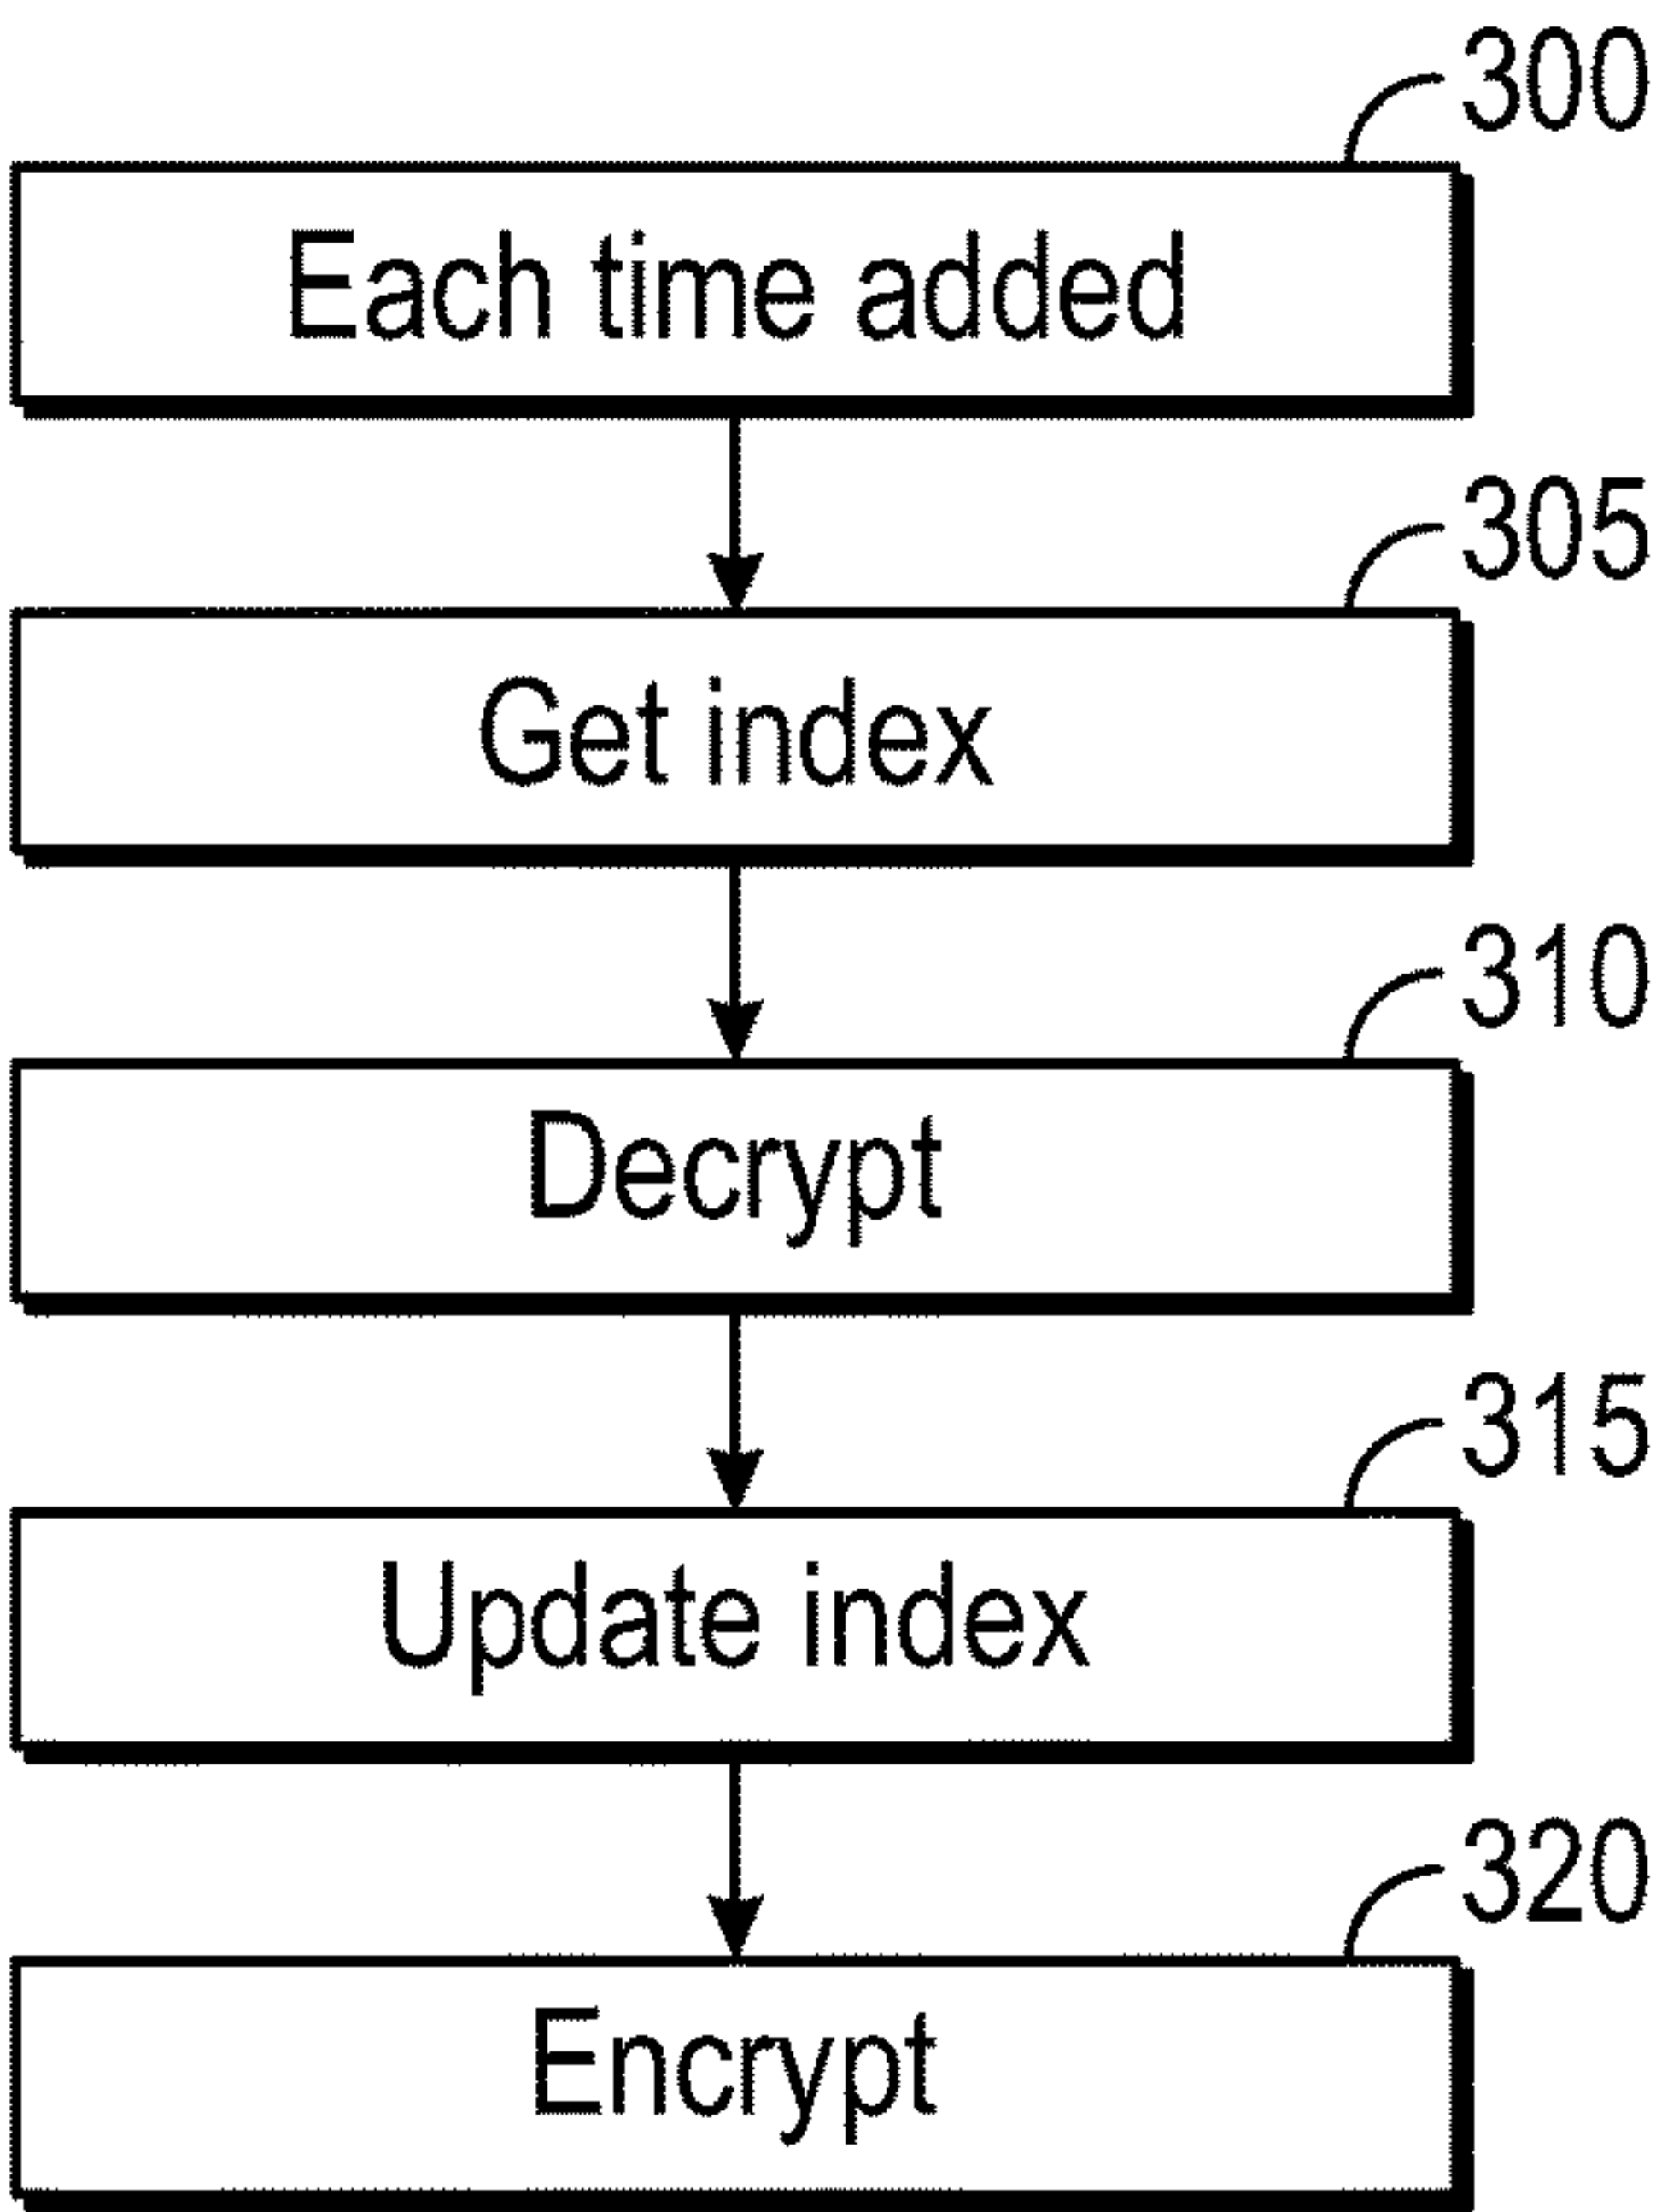 300
Each time added
305
Get index
310
Decrypt
315
Update index
320
Encrypt